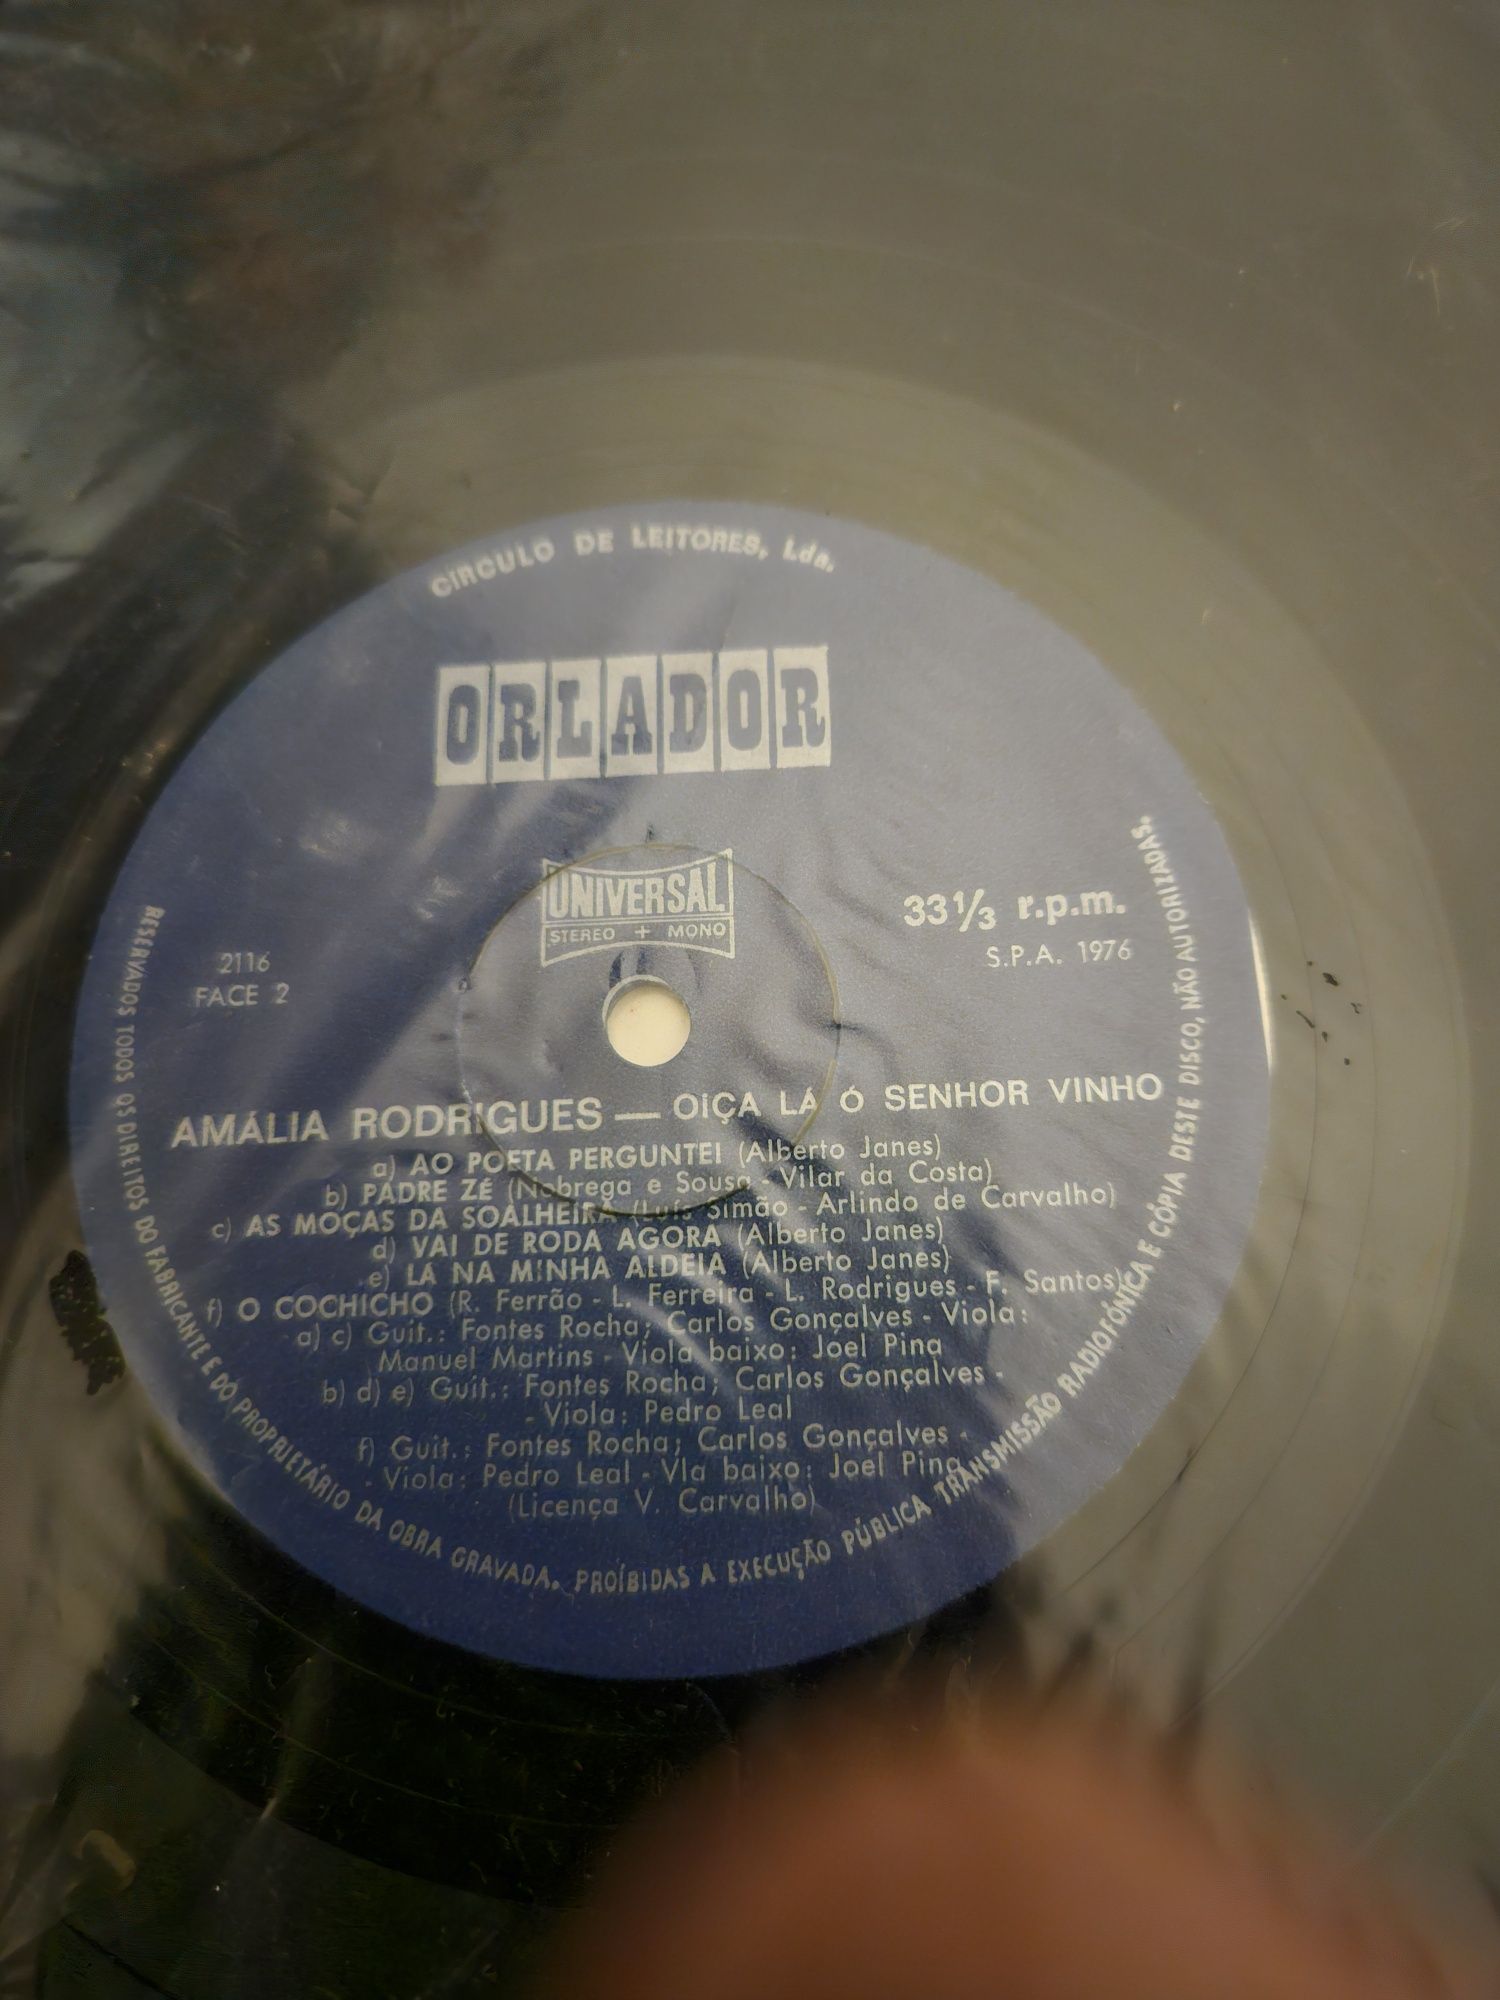 CIRCULO DE LEITORES, Lda.
ORLADOR
UNIVERSAL
STEREO + MONO
33 1/3 r.p.m.
S.P.A. 1976
2116
FACE 2
AMÁLIA RODRIGUES — OIÇA LÁ Ó SENHOR VINHO
a) AO POETA PERGUNTEI (Alberto Janes)
b) PADRE ZÉ (Nobrega e Sousa - Vilar da Costa)
c) AS MOÇAS DA SOALHEIRA (Luís Simão - Arlindo de Carvalho)
d) VAI DE RODA AGORA (Alberto Janes)
e) LÁ NA MINHA ALDEIA (Alberto Janes)
f) O COCHICHO (R. Ferrão - L. Ferreira - L. Rodrigues - F. Santos)
a) c) Guit.: Fontes Rocha; Carlos Gonçalves - Viola:
Manuel Martins - Viola baixo: Joel Pina
b) d) e) Guit.: Fontes Rocha; Carlos Gonçalves -
- Viola: Pedro Leal
f) Guit.: Fontes Rocha; Carlos Gonçalves -
- Viola: Pedro Leal - Vla baixo: Joel Pina
(Licença V. Carvalho)
RESERVADOS TODOS OS DIREITOS DO FABRICANTE E DO PROPRIETÁRIO DA OBRA GRAVADA. PROÍBIDAS A EXECUÇÃO PÚBLICA TRANSMISSÃO RADIOFÓNICA E CÓPIA DESTE DISCO, NÃO AUTORIZADAS.